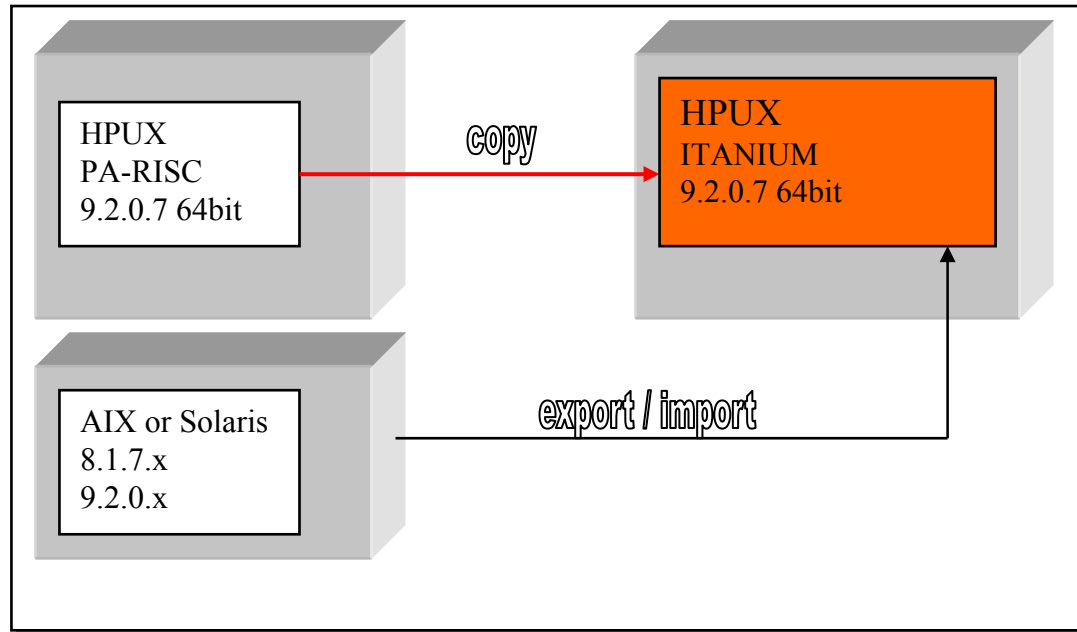 HPUX
PA-RISC
9.2.0.7 64bit
copy
HPUX
ITANIUM
9.2.0.7 64bit
AIX or Solaris
8.1.7.x
9.2.0.x
export / import